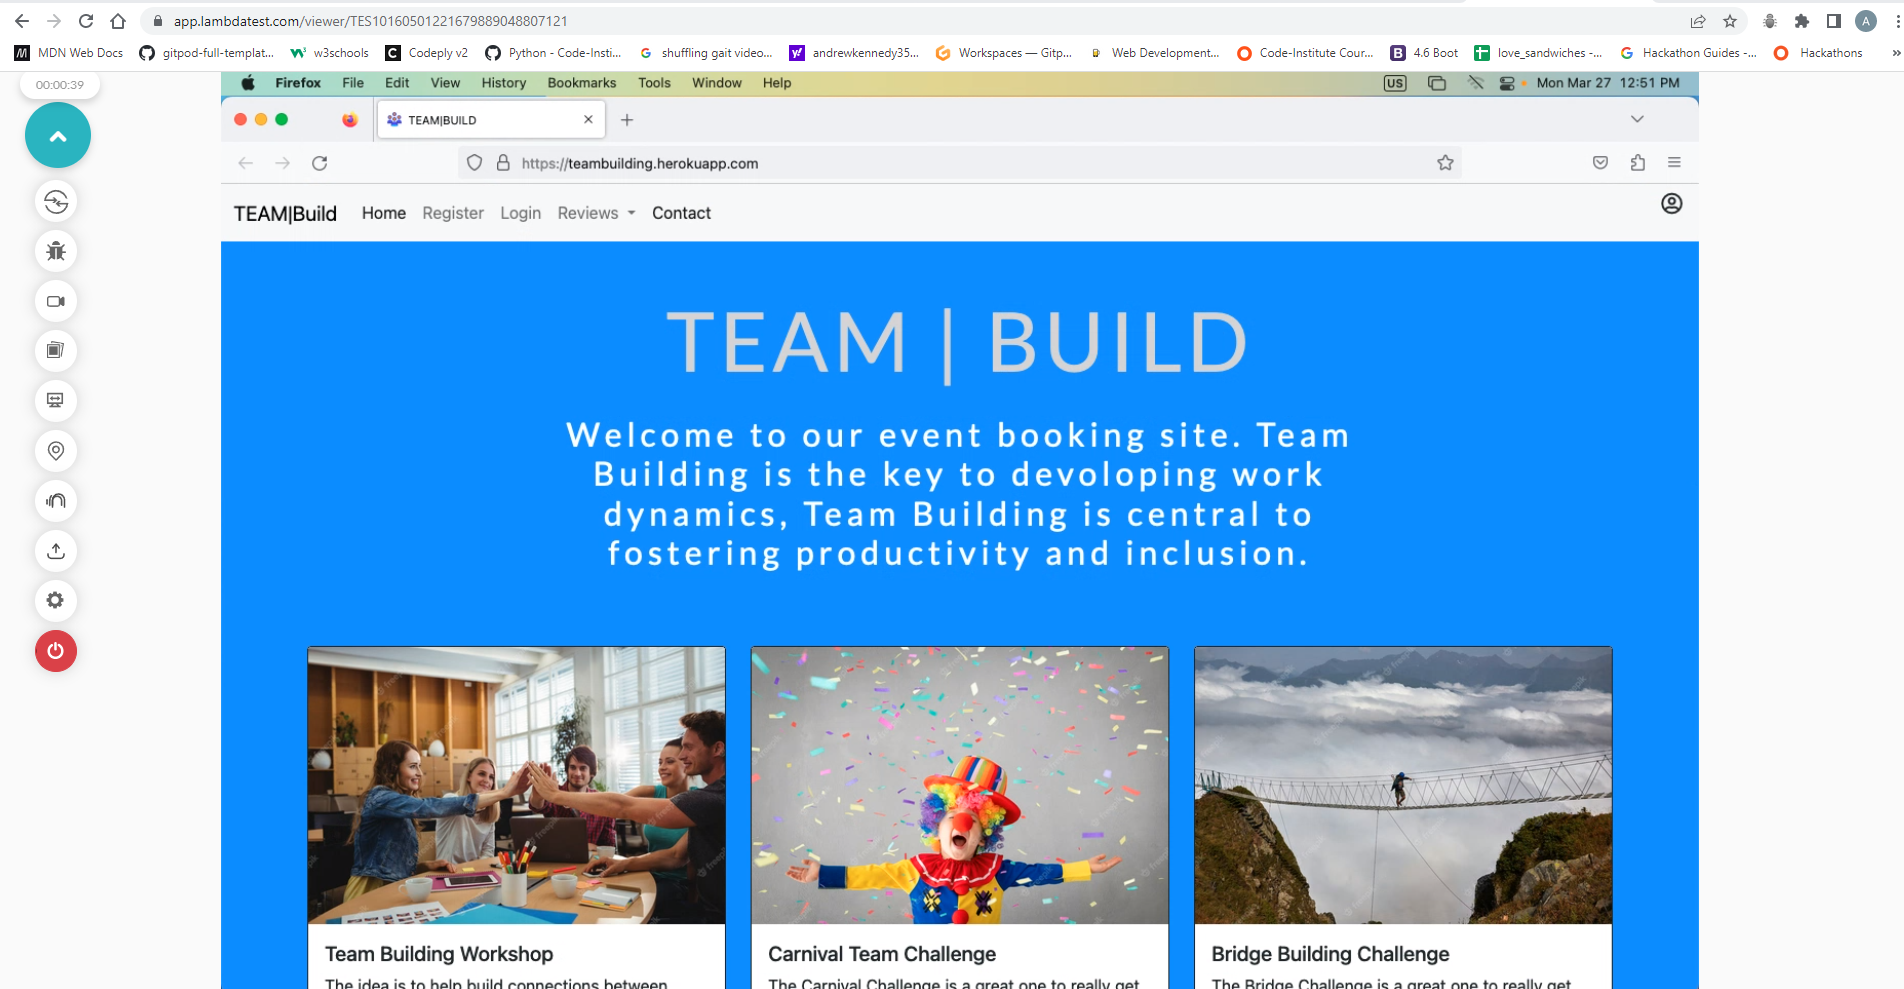 app.lambdatest.com/viewer/TES10160501221679889048807121
A
MDN Web Docs gitpod-full-templat... w3schools Codeply v2 Python - Code-Insti... shuffling gait video... andrewkennedy35... Workspaces — Gitp... Web Development... Code-Institute Cour... 4.6 Boot love_sandwiches -... Hackathon Guides -... Hackathons »
00:00:39
Firefox File Edit View History Bookmarks Tools Window Help US Mon Mar 27 12:51 PM
TEAM|BUILD
https://teambuilding.herokuapp.com
TEAM|Build Home Register Login Reviews Contact
TEAM | BUILD
Welcome to our event booking site. Team
Building is the key to devoloping work
dynamics, Team Building is central to
fostering productivity and inclusion.
Team Building Workshop
The idea is to help build connections between
Carnival Team Challenge
The Carnival Challenge is a great one to really get
Bridge Building Challenge
The Bridge Challenge is a great one to really get